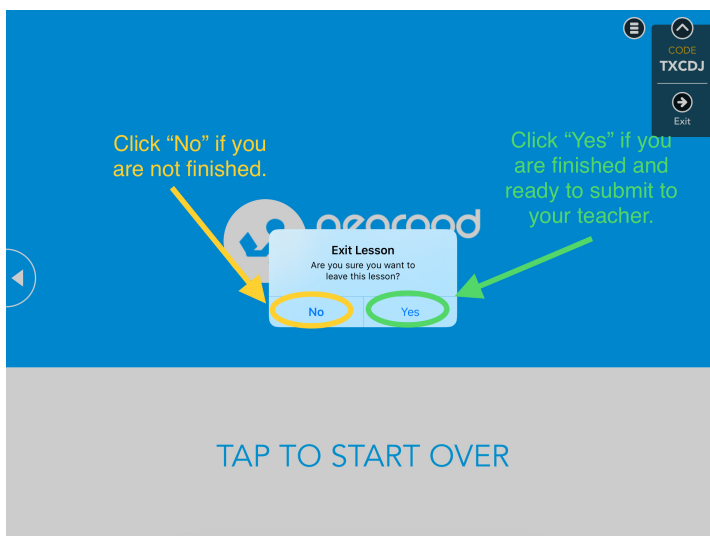 CODE
TXCDJ
Exit
Click “No” if you
are not finished.
Click “Yes” if you
are finished and
ready to submit to
your teacher.
nearpod
Exit Lesson
Are you sure you want to
leave this lesson?
No
Yes
TAP TO START OVER